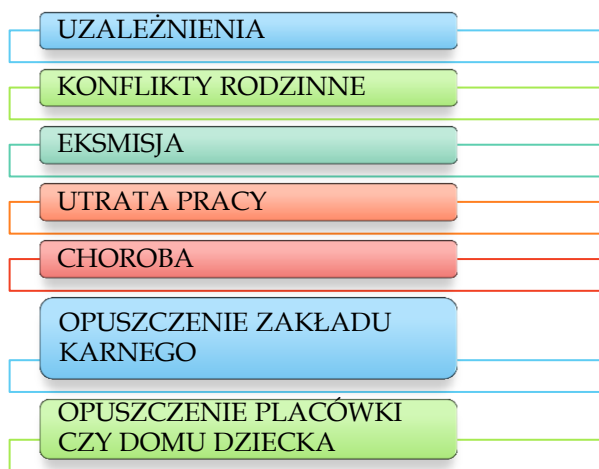 UZALEŻNIENIA
KONFLIKTY RODZINNE
EKSMISJA
UTRATA PRACY
CHOROBA
OPUSZCZENIE ZAKŁADU
KARNEGO
OPUSZCZENIE PLACÓWKI
CZY DOMU DZIECKA